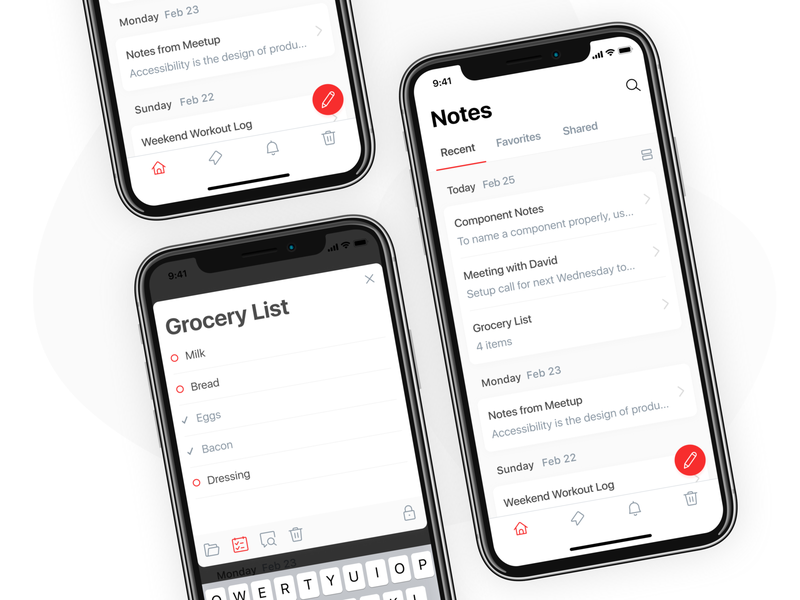 Monday Feb 23
Notes from Meetup
Accessibility is the design of produ...
Sunday Feb 22
Weekend Workout Log
9:41
Grocery List
Milk
Bread
Eggs
Bacon
Dressing
Monday Feb 23
Q W E R T Y U I O P
K L
9:41
Notes
Recent Favorites Shared
Today Feb 25
Component Notes
To name a component properly, us...
Meeting with David
Setup call for next Wednesday to...
Grocery List
4 items
Monday Feb 23
Notes from Meetup
Accessibility is the design of produ...
Sunday Feb 22
Weekend Workout Log